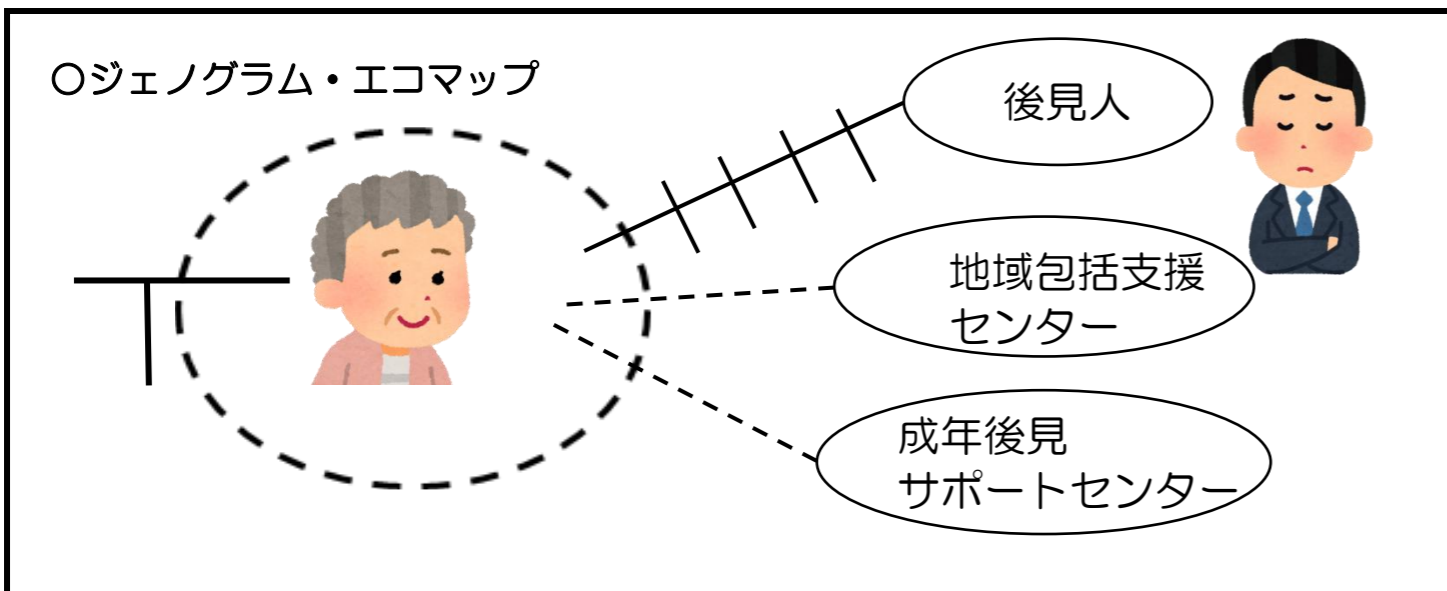 〇ジェノグラム・エコマップ
後見人
地域包括支援
センター
成年後見
サポートセンター